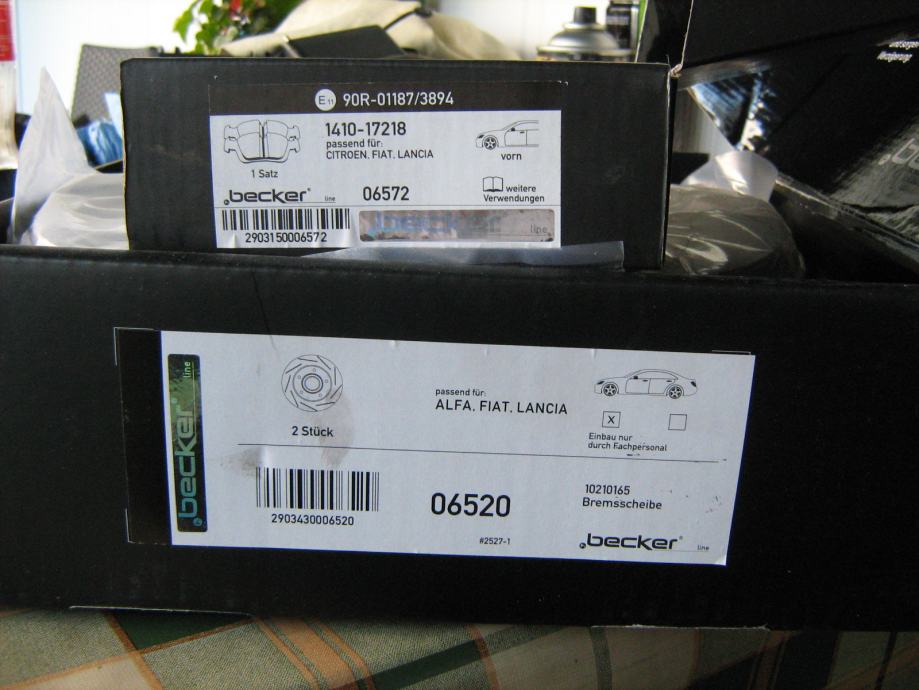 E11 90R-01187/3894
1410-17218
passend für:
CITROEN, FIAT, LANCIA
1 Satz
vorn
becker line
06572
weitere
Verwendungen
2903150006572
becker line
becker line
passend für:
ALFA, FIAT, LANCIA
2 Stück
X
Einbau nur
durch Fachpersonal
2903430006520
06520
10210165
Bremsscheibe
#2527-1
becker line